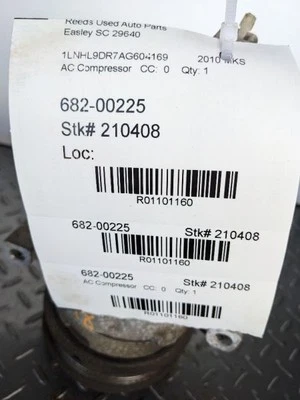 Reeds Used Auto Parts
Easley SC 29640
1LNHL9DR7AG604169 2010 MKS
AC Compressor CC: 0 Qty: 1
682-00225
Stk# 210408
Loc:
R01101160
682-00225 Stk# 210408
R01101160
682-00225 Stk# 210408
AC Compressor CC: 0 Qty: 1
R01101160